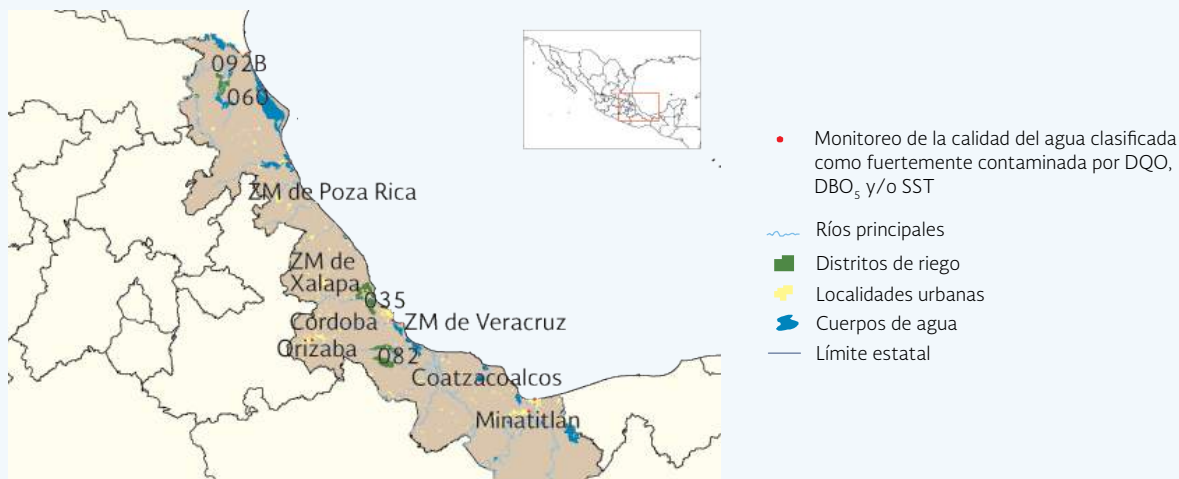 092B
060
ZM de Poza Rica
ZM de
Xalapa
035
Córdoba
ZM de Veracruz
Orizaba
082
Coatzacoalcos
Minatitlán
Monitoreo de la calidad del agua clasificada
como fuertemente contaminada por DQO,
DBO₅ y/o SST
Ríos principales
Distritos de riego
Localidades urbanas
Cuerpos de agua
Límite estatal